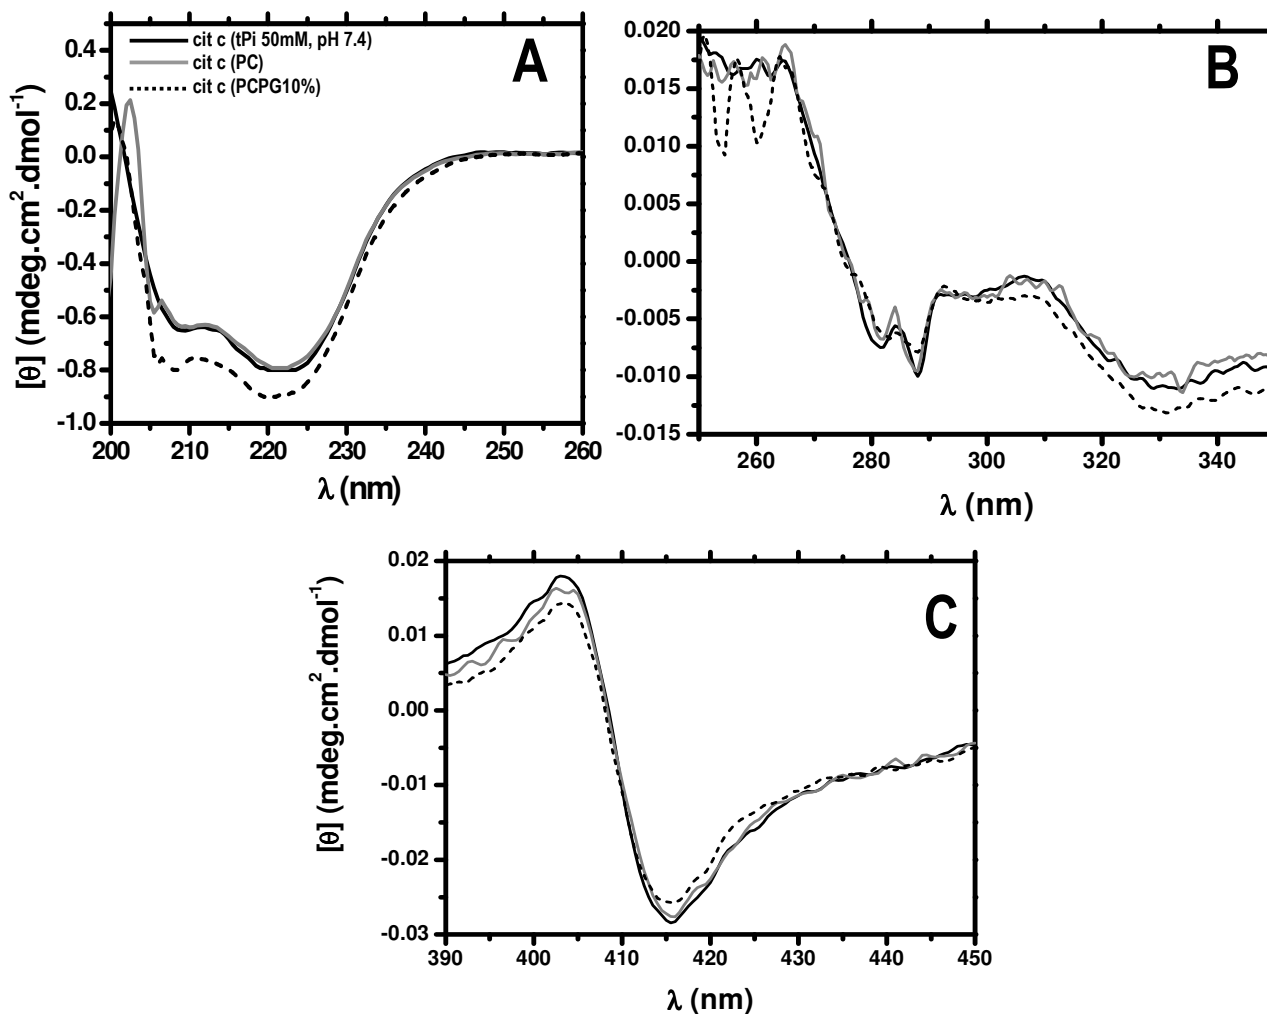 A
cit c (tPi 50mM, pH 7.4)
cit c (PC)
cit c (PCPG10%)
0.4
0.2
0.0
-0.2
-0.4
-0.6
-0.8
-1.0
200 210 220 230 240 250 260
λ (nm)
[θ] (mdeg.cm².dmol⁻¹)
B
0.020
0.015
0.010
0.005
0.000
-0.005
-0.010
-0.015
260 280 300 320 340
λ (nm)
C
0.02
0.01
0.00
-0.01
-0.02
-0.03
390 400 410 420 430 440 450
λ (nm)
[θ] (mdeg.cm².dmol⁻¹)